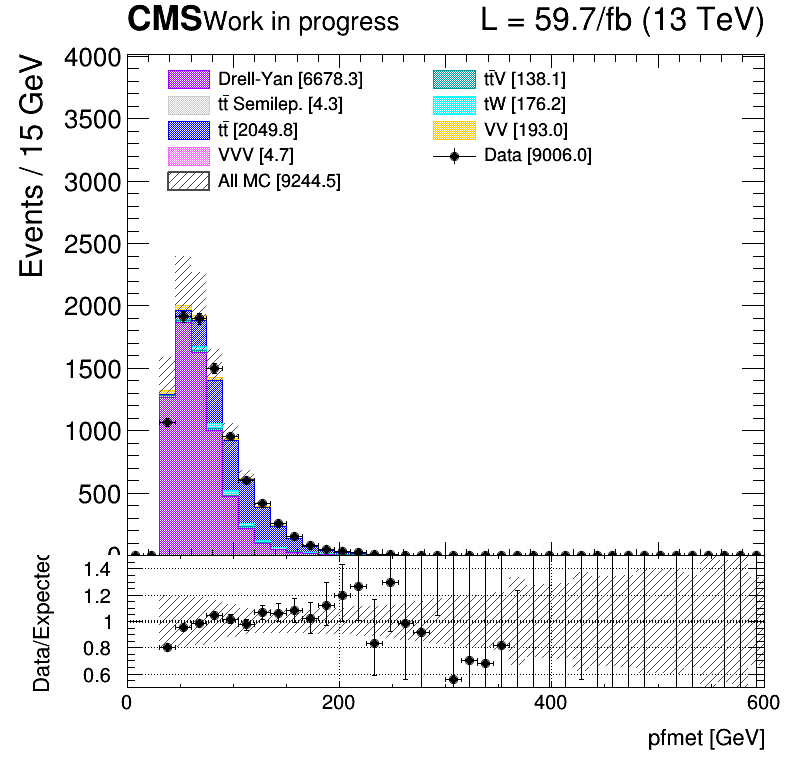 CMS Work in progress L = 59.7/fb (13 TeV)
Events / 15 GeV
4000
3500
3000
2500
2000
1500
1000
500
0
Drell-Yan [6678.3]
tt̄ Semilep. [4.3]
tt̄ [2049.8]
VVV [4.7]
All MC [9244.5]
tt̄V [138.1]
tW [176.2]
VV [193.0]
Data [9006.0]
Data/Expected
1.4
1.2
1
0.8
0.6
0 200 400 600
pfmet [GeV]